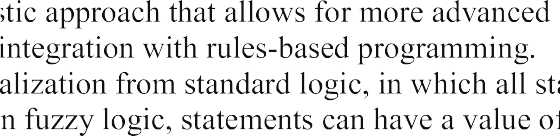 stic approach that allows for more advanced
integration with rules-based programming.
alization from standard logic, in which all sta
n fuzzy logic, statements can have a value of